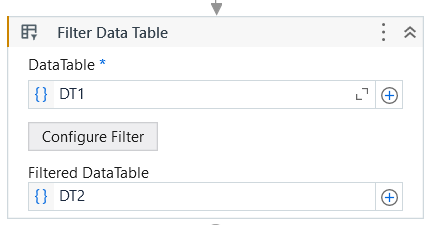 Filter Data Table
DataTable *
{} DT1
Configure Filter
Filtered DataTable
{} DT2